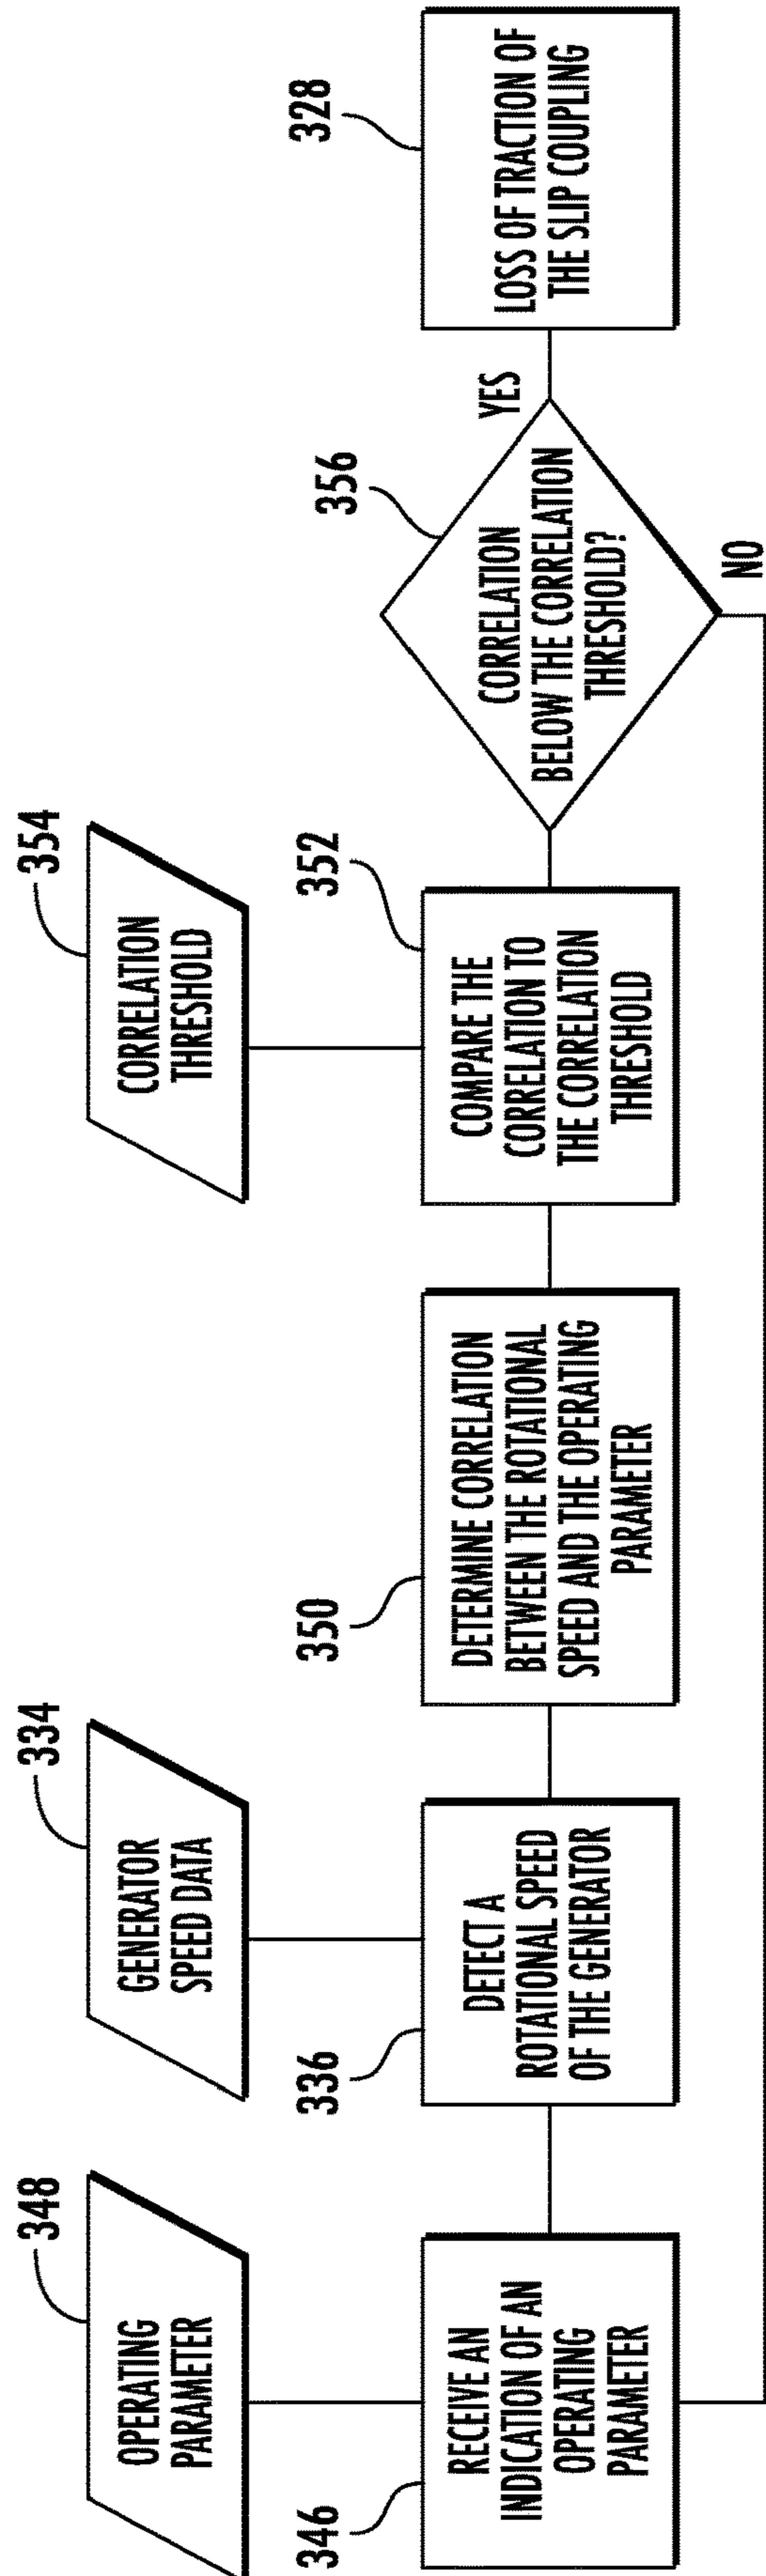 348
OPERATING
PARAMETER
334
GENERATOR
SPEED DATA
354
CORRELATION
THRESHOLD
346
RECEIVE AN
INDICATION OF AN
OPERATING
PARAMETER
336
DETECT A
ROTATIONAL SPEED
OF THE GENERATOR
350
DETERMINE CORRELATION
BETWEEN THE ROTATIONAL
SPEED AND THE OPERATING
PARAMETER
352
COMPARE THE
CORRELATION TO
THE CORRELATION
THRESHOLD
356
CORRELATION
BELOW THE CORRELATION
THRESHOLD?
YES
NO
328
LOSS OF TRACTION OF
THE SLIP COUPLING